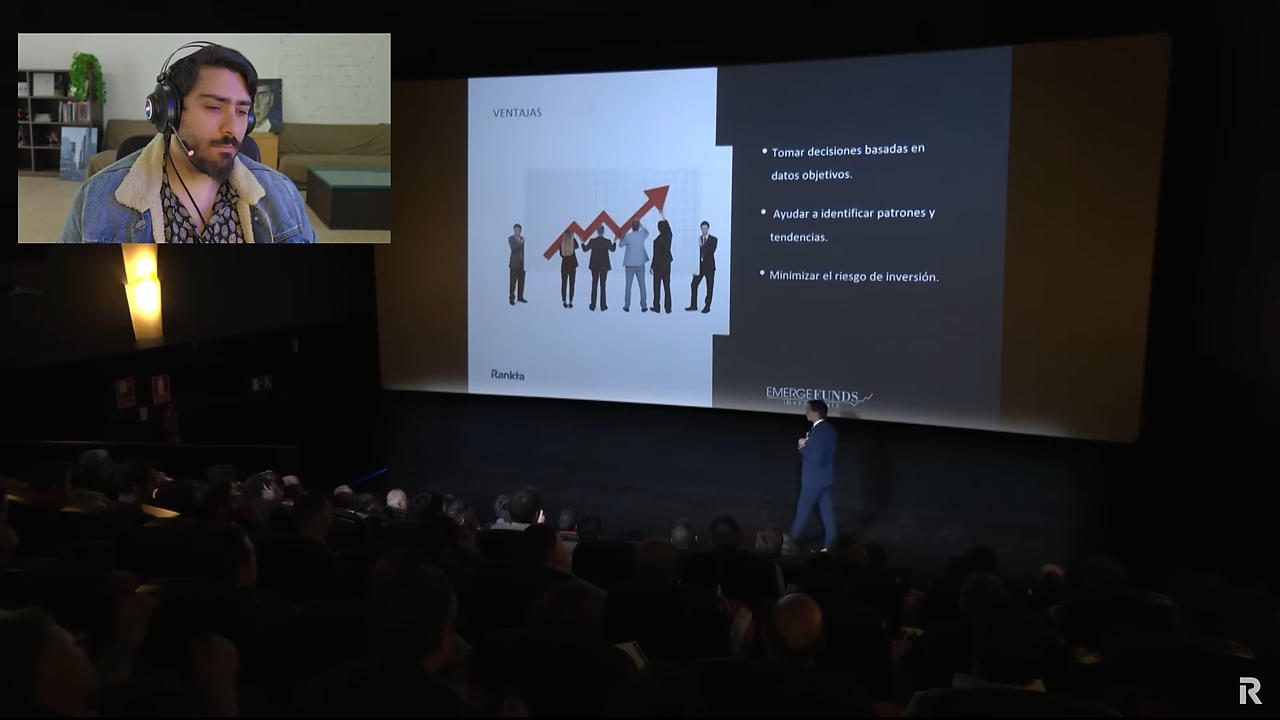 VENTAJAS
• Tomar decisiones basadas en
datos objetivos.
• Ayudar a identificar patrones y
tendencias.
• Minimizar el riesgo de inversión.
Rankia
EMERGEFUNDS